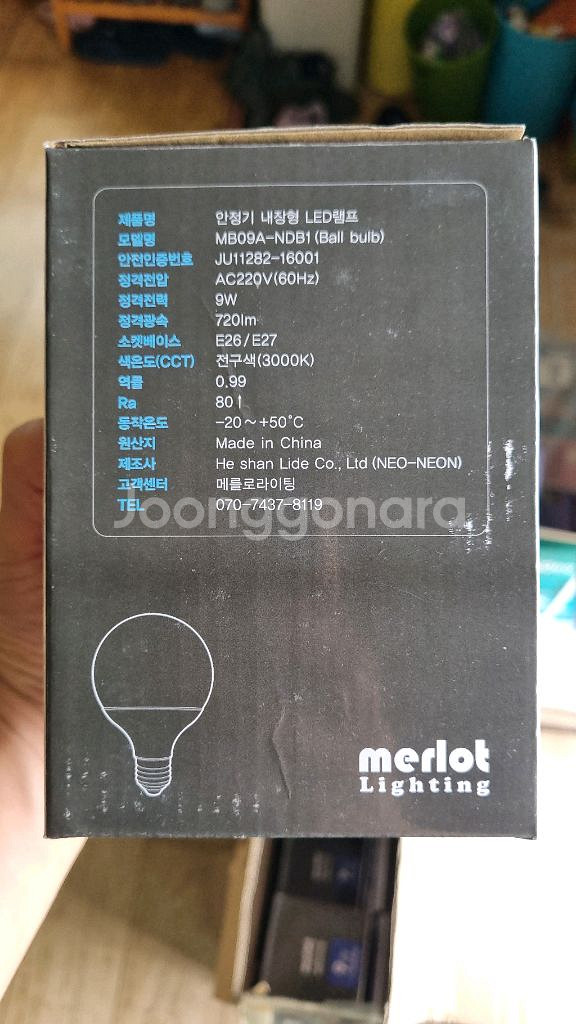 제품명 안정기 내장형 LED램프
모델명 MB09A-NDB1 (Ball bulb)
안전인증번호 JU11282-16001
정격전압 AC220V(60Hz)
정격전력 9W
정격광속 720lm
소켓베이스 E26/E27
색온도(CCT) 전구색(3000K)
역률 0.99
Ra 80↑
동작온도 -20~+50°C
원산지 Made in China
제조사 He shan Lide Co., Ltd (NEO-NEON)
고객센터 메를로라이팅
TEL 070-7437-8119
Joonggonara
merlot
Lighting